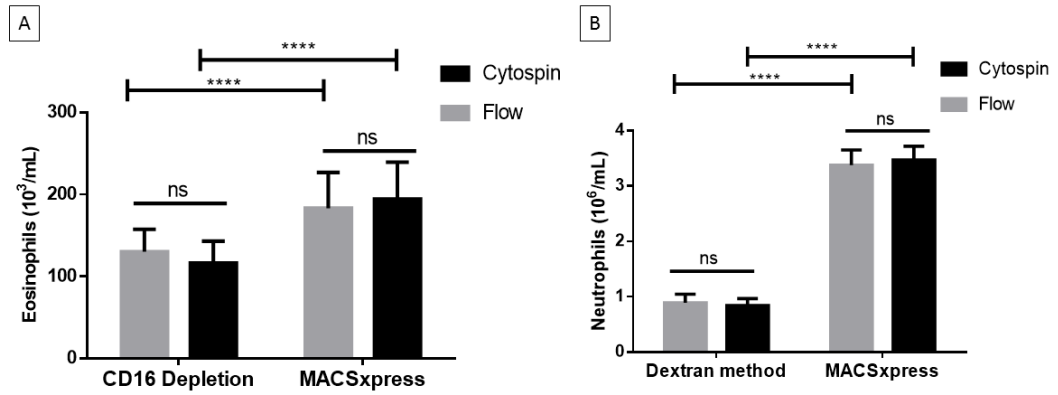 A
****
****
Cytospin
Flow
Eosinophils (10³/mL)
300
200
100
0
ns
ns
CD16 Depletion
MACSxpress
B
****
****
Cytospin
Flow
Neutrophils (10⁶/mL)
4
3
2
1
0
ns
ns
Dextran method
MACSxpress